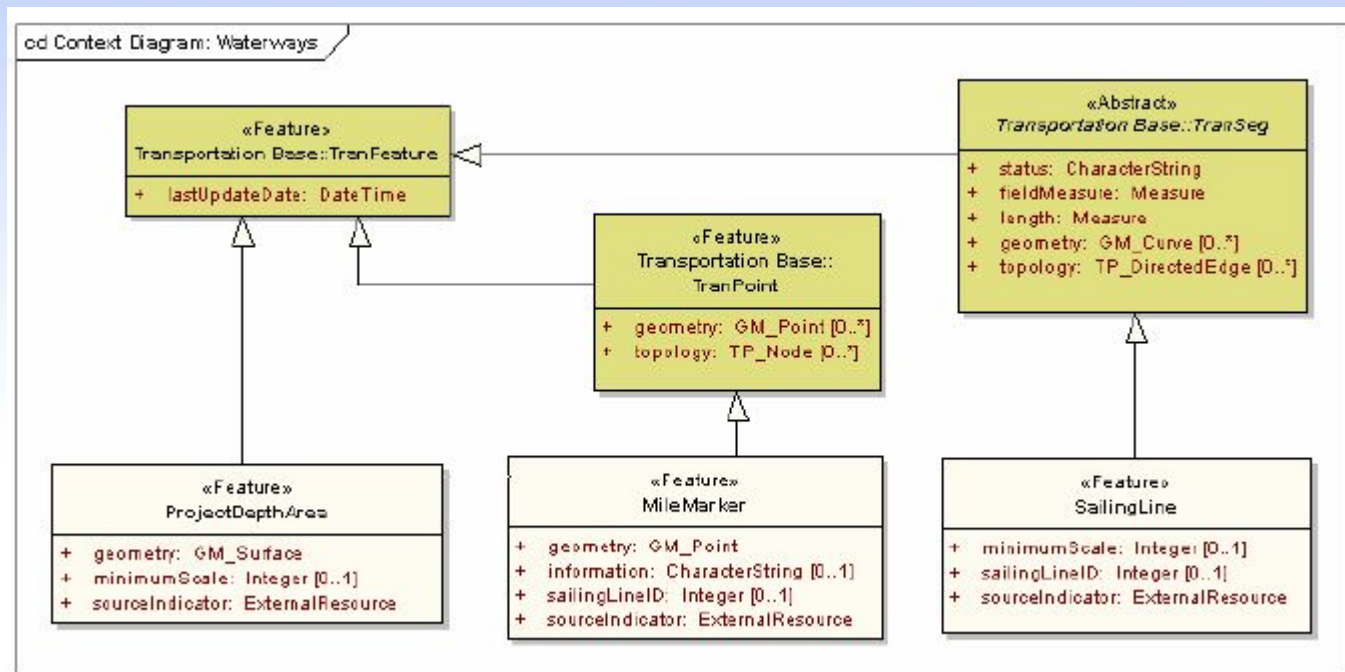 cd Context Diagram: Waterways
«Feature»
Transportation Base::TranFeature
+ lastUpdateDate: DateTime
«Abstract»
Transportation Base::TranSeg
+ status: CharacterString
+ fieldMeasure: Measure
+ length: Measure
+ geometry: GM_Curve [0..*]
+ topology: TP_DirectedEdge [0..*]
«Feature»
Transportation Base::
TranPoint
+ geometry: GM_Point [0..*]
+ topology: TP_Node [0..*]
«Feature»
ProjectDepthArea
+ geometry: GM_Surface
+ minimumScale: Integer [0..1]
+ sourceIndicator: ExternalResource
«Feature»
MileMarker
+ geometry: GM_Point
+ information: CharacterString [0..1]
+ sailingLineID: Integer [0..1]
+ sourceIndicator: ExternalResource
«Feature»
SailingLine
+ minimumScale: Integer [0..1]
+ sailingLineID: Integer [0..1]
+ sourceIndicator: ExternalResource